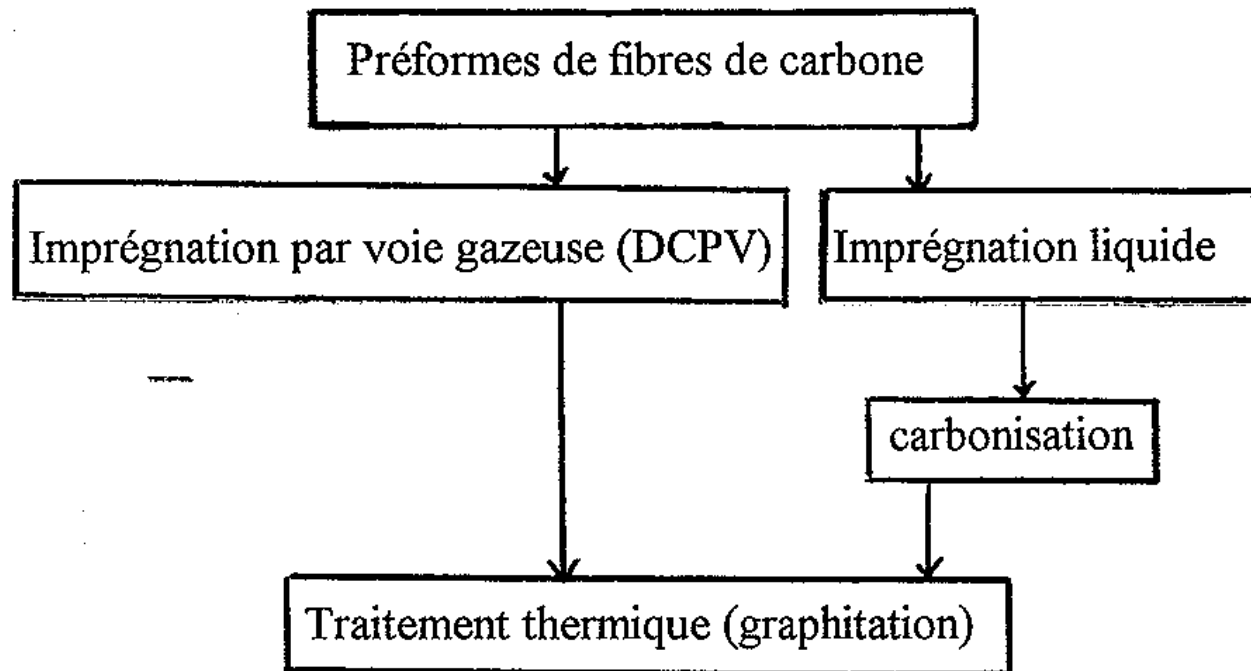 Préformes de fibres de carbone
Imprégnation par voie gazeuse (DCPV)
Imprégnation liquide
carbonisation
Traitement thermique (graphitation)